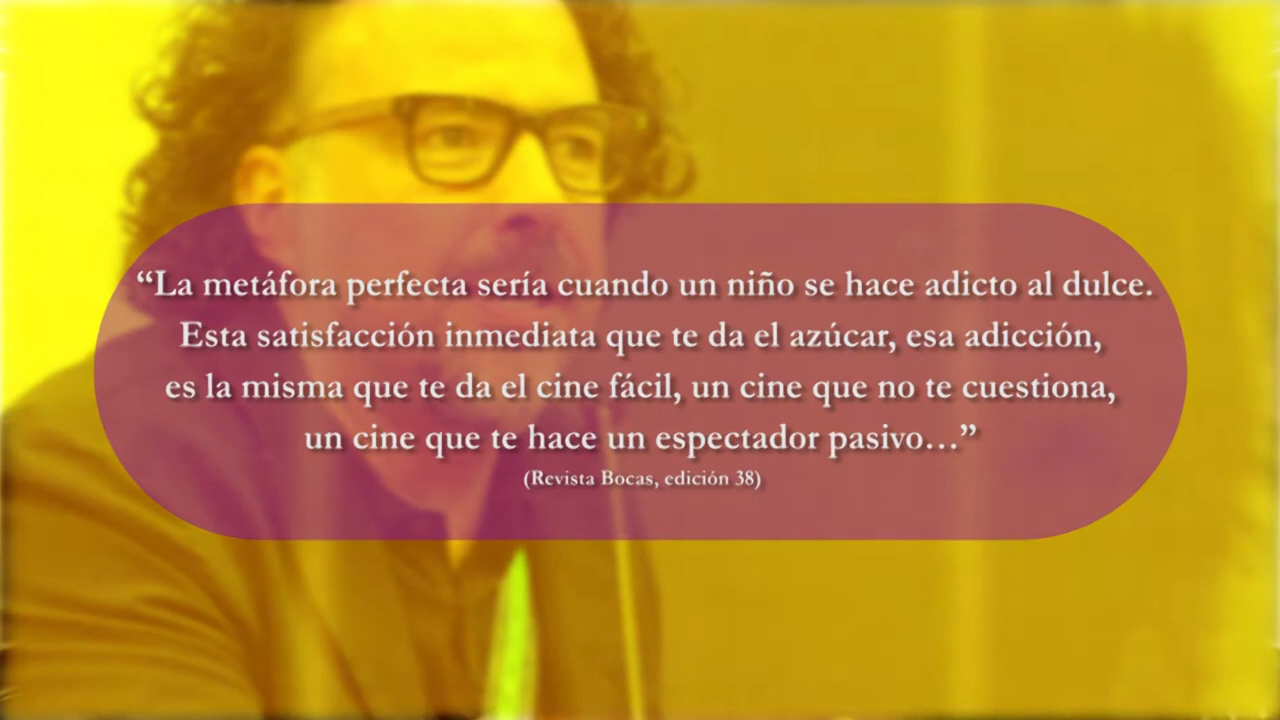 “La metáfora perfecta sería cuando un niño se hace adicto al dulce.
Esta satisfacción inmediata que te da el azúcar, esa adicción,
es la misma que te da el cine fácil, un cine que no te cuestiona,
un cine que te hace un espectador pasivo…”
(Revista Bocas, edición 38)